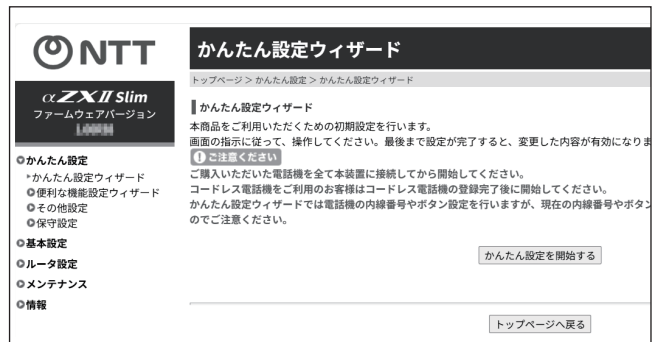 NTT
かんたん設定ウィザード
トップページ > かんたん設定 > かんたん設定ウィザード
αZXⅡ Slim
ファームウェアバージョン
かんたん設定ウィザード
本商品をご利用いただくための初期設定を行います。
画面の指示に従って、操作してください。最後まで設定が完了すると、変更した内容が有効になりま
ご注意ください
ご購入いただいた電話機を全て本装置に接続してから開始してください。
コードレス電話機をご利用のお客様はコードレス電話機の登録完了後に開始してください。
かんたん設定ウィザードでは電話機の内線番号やボタン設定を行いますが、現在の内線番号やボタン
のでご注意ください。
かんたん設定を開始する
トップページへ戻る
かんたん設定
かんたん設定ウィザード
便利な機能設定ウィザード
その他設定
保守設定
基本設定
ルータ設定
メンテナンス
情報